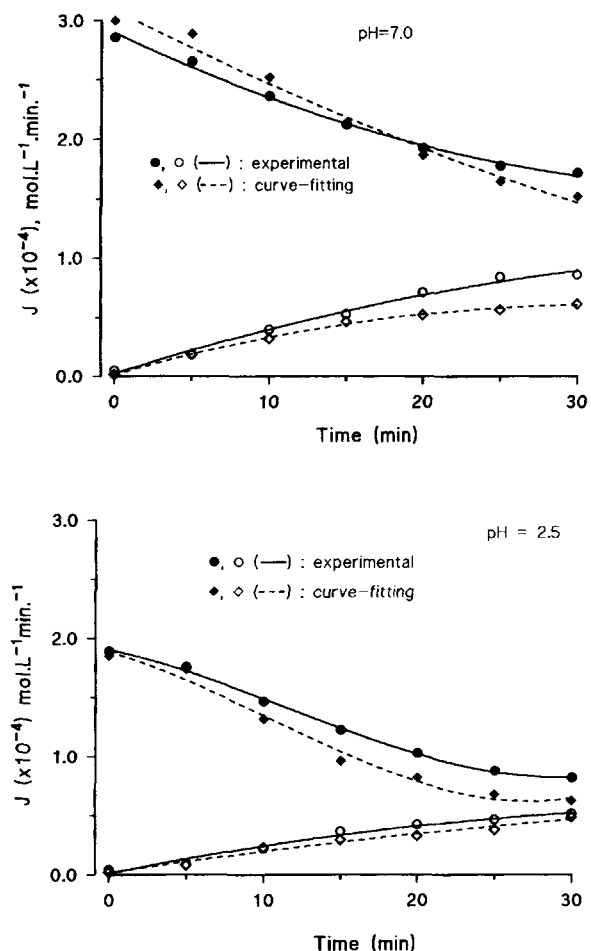 3.0
pH=7.0
J (x10⁻⁴), mol.L⁻¹.min.⁻¹
2.0
●, ○ (—) : experimental
◆, ◇ (---) : curve-fitting
1.0
0.0
0 10 20 30
Time (min)
3.0
pH = 2.5
J (x10⁻⁴) mol.L⁻¹min.⁻¹
●, ○ (—) : experimental
◆, ◇ (---) : curve-fitting
2.0
1.0
0.0
0 10 20 30
Time (min)